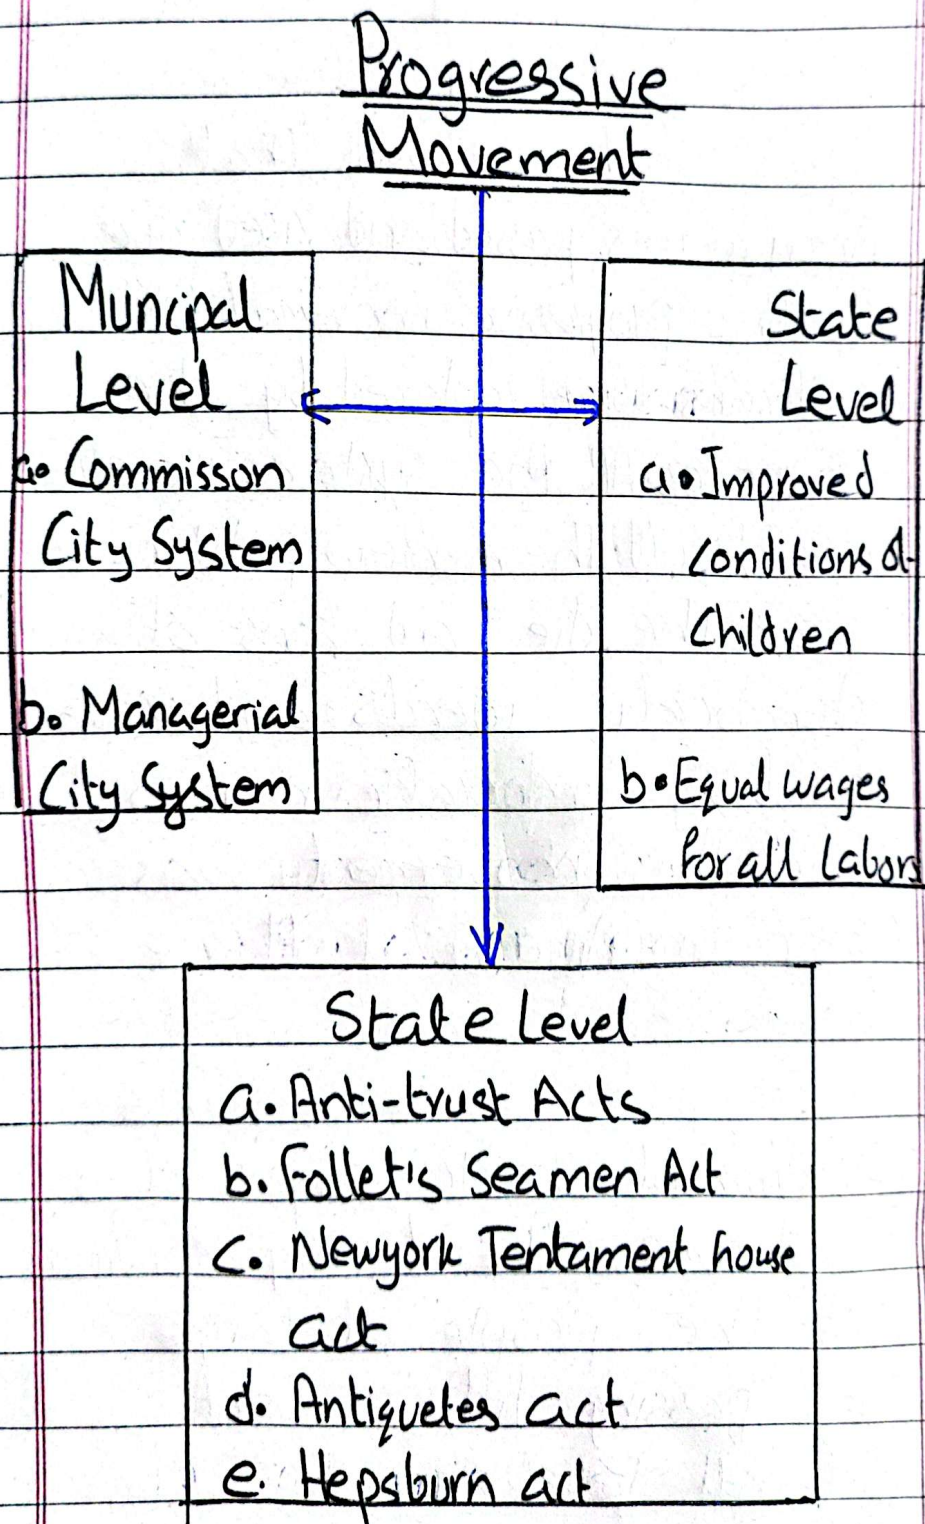 Progressive
Movement
Muncipal
Level
a. Commisson
City System
b. Managerial
City System
State
Level
a. Improved
Conditions of
Children
b. Equal wages
for all Labors
State Level
a. Anti-trust Acts
b. Follet's Seamen Act
c. Newyork Tentament house
act
d. Antiquetes act
e. Hepsburn act